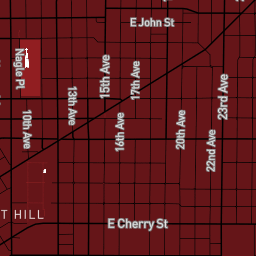 E John St
Nagle Pl
15th Ave
17th Ave
13th Ave
23rd Ave
10th Ave
16th Ave
20th Ave
22nd Ave
T HILL
E Cherry St